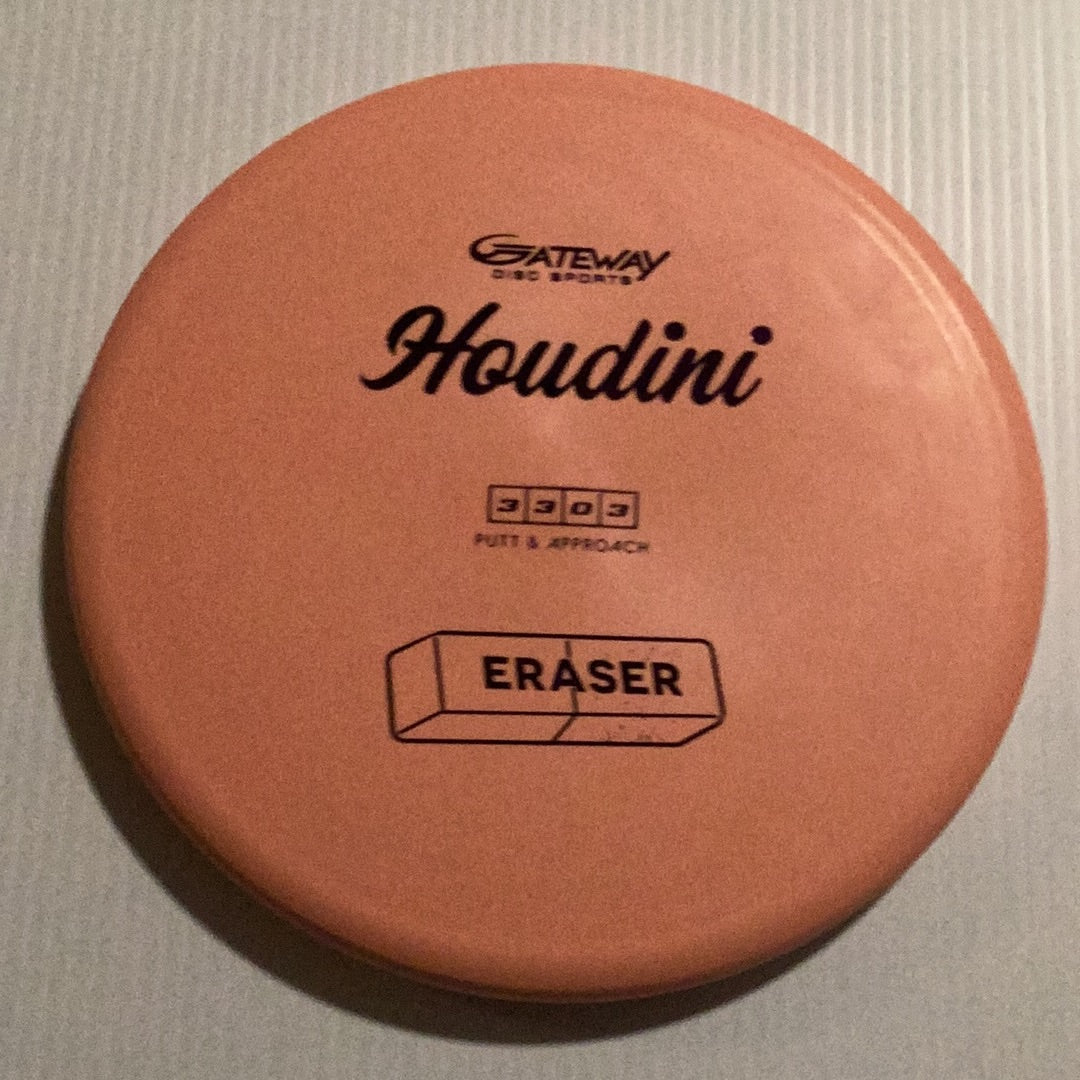 GATEWAY
DISC SPORTS
Houdini
3 3 0 3
PUTT & APPROACH
ERASER